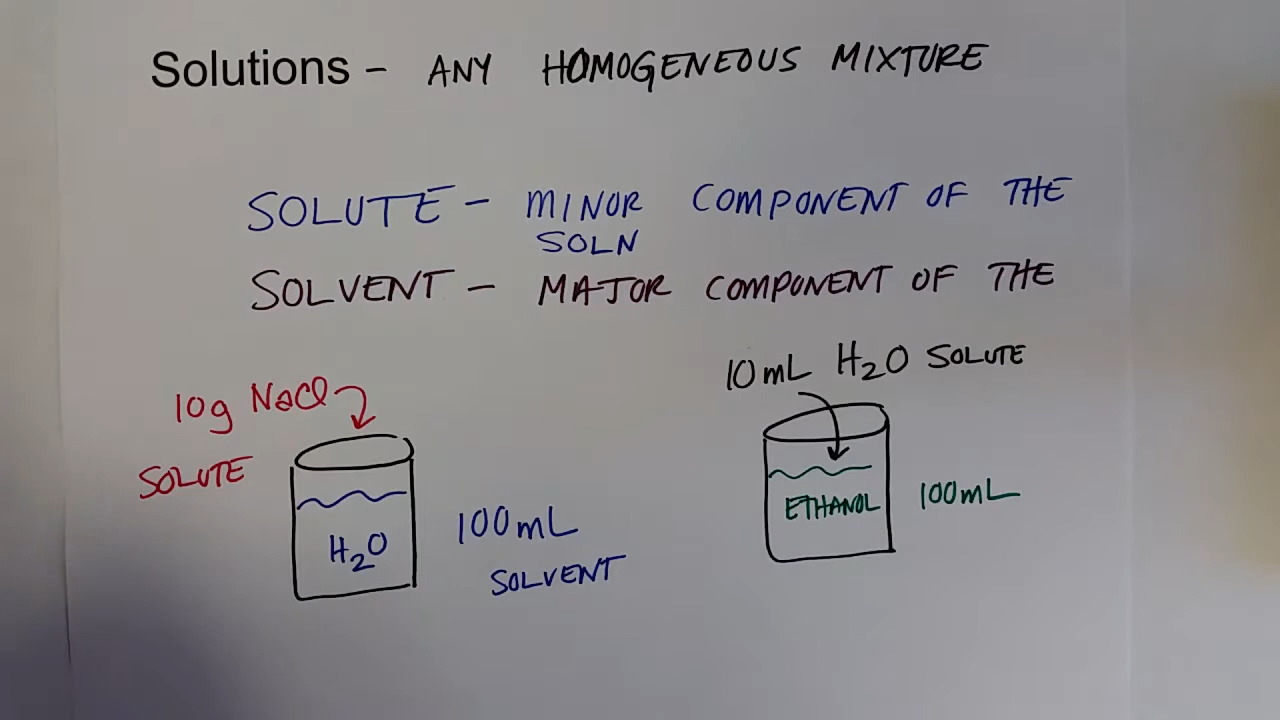 Solutions - ANY HOMOGENEOUS MIXTURE
SOLUTE - MINOR COMPONENT OF THE
SOLN
SOLVENT - MAJOR COMPONENT OF THE
10g NaCl
SOLUTE
H2O
100mL
SOLVENT
10mL H2O SOLUTE
ETHANOL
100mL